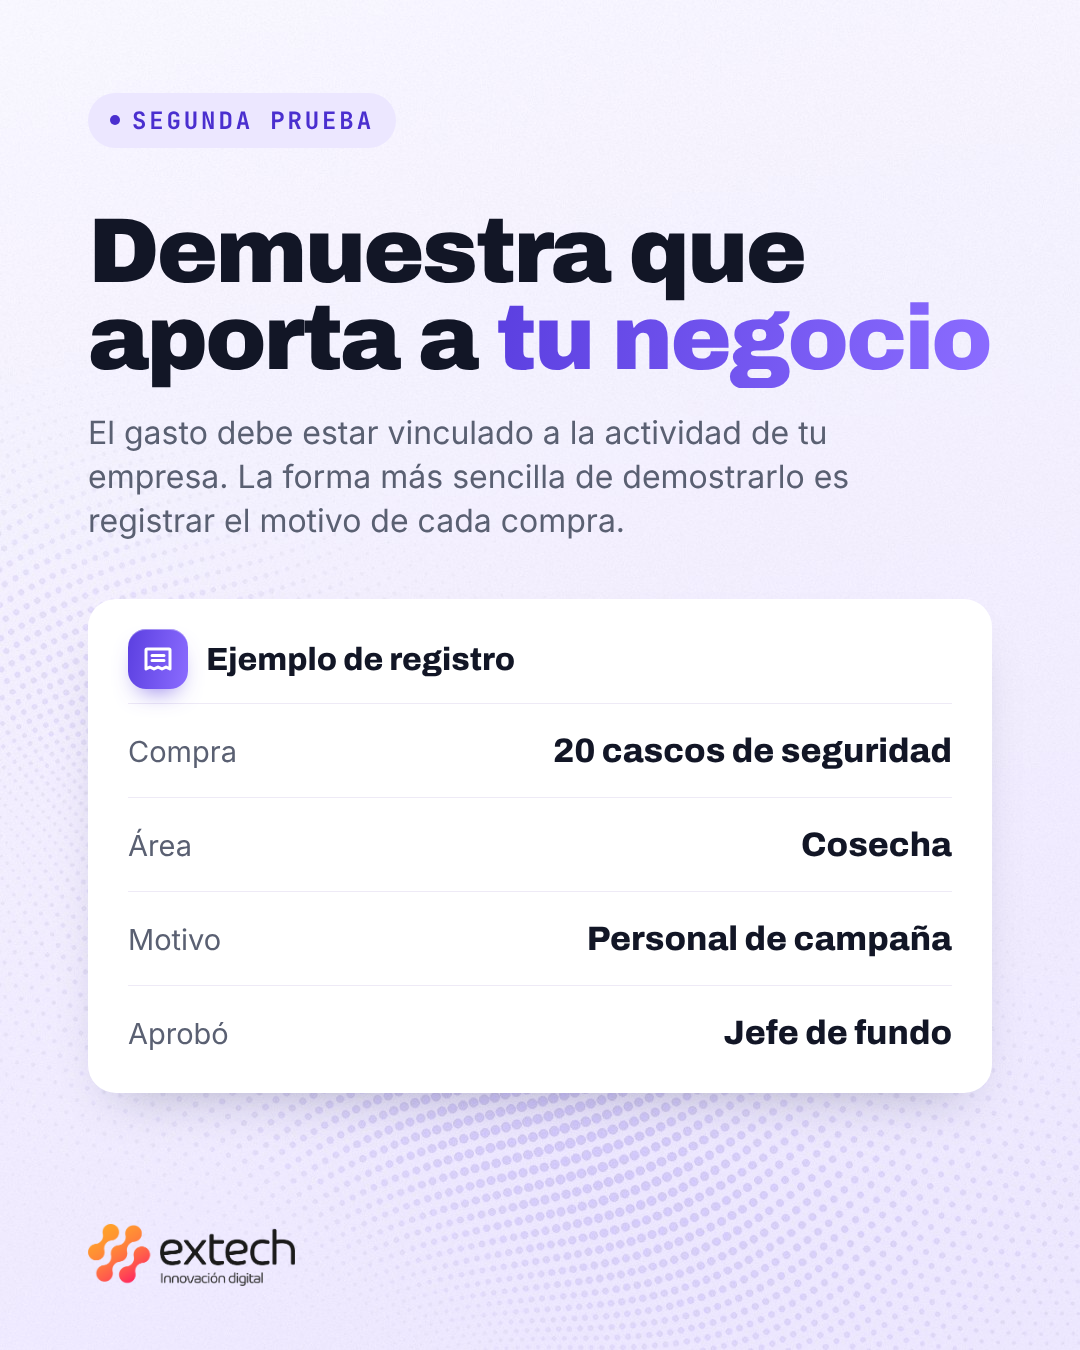 SEGUNDA PRUEBA
Demuestra que
aporta a tu negocio
El gasto debe estar vinculado a la actividad de tu
empresa. La forma más sencilla de demostrarlo es
registrar el motivo de cada compra.
Ejemplo de registro
Compra 20 cascos de seguridad
Área Cosecha
Motivo Personal de campaña
Aprobó Jefe de fundo
extech
Innovación digital